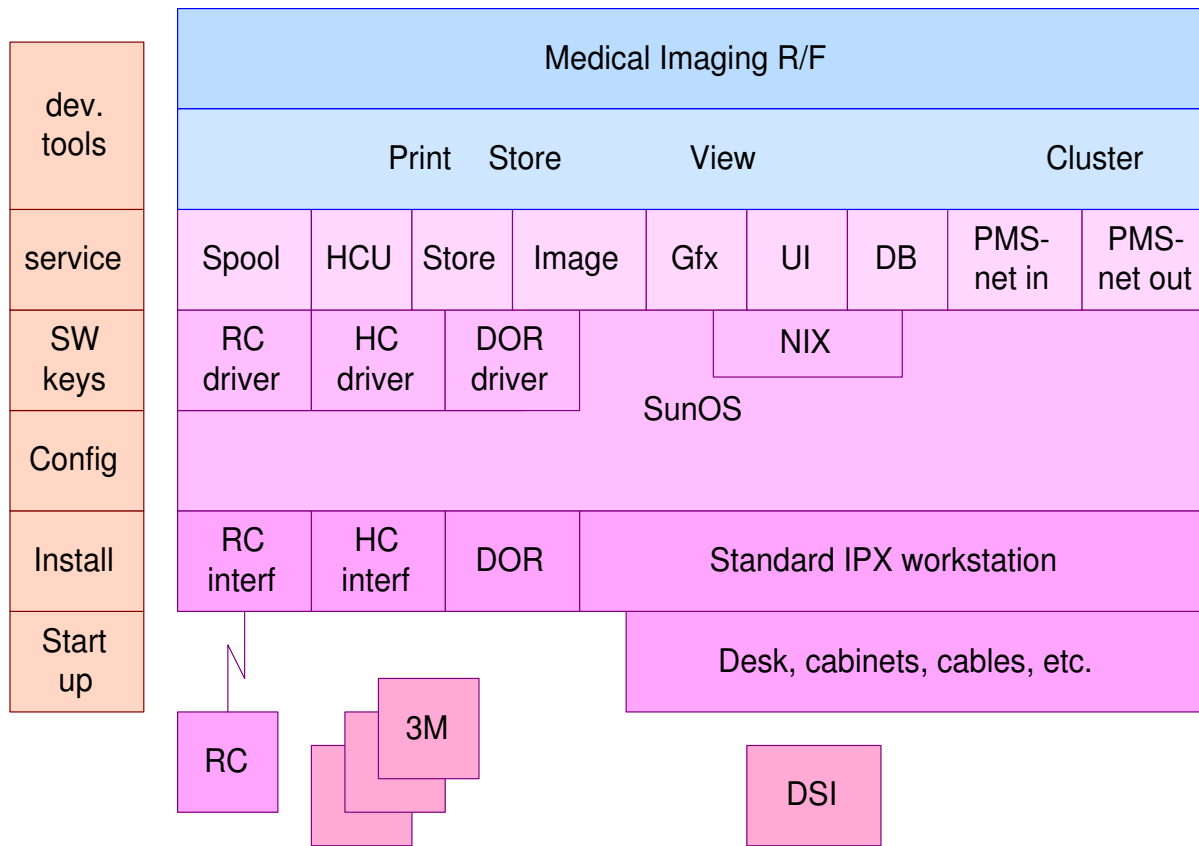 Medical Imaging R/F
dev.
tools
Print Store View Cluster
service
Spool HCU Store Image Gfx UI DB
PMS-
net in
PMS-
net out
SW
keys
RC
driver
HC
driver
DOR
driver
NIX
SunOS
Config
Install
RC
interf
HC
interf
DOR
Standard IPX workstation
Start
up
Desk, cabinets, cables, etc.
RC
3M
DSI